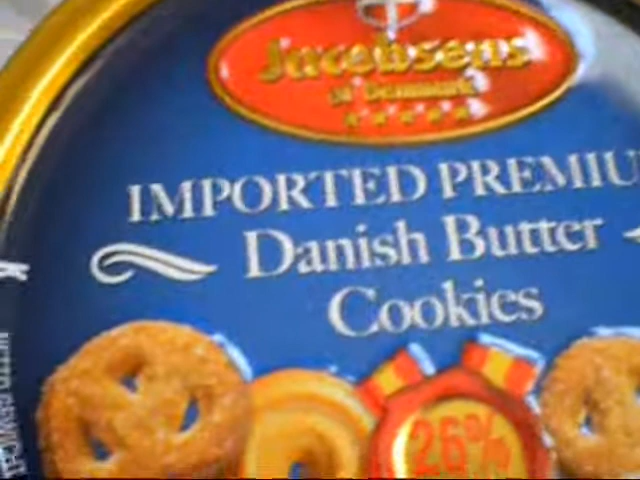 Jacobsens
of Denmark
IMPORTED PREMIU
Danish Butter
Cookies
26%